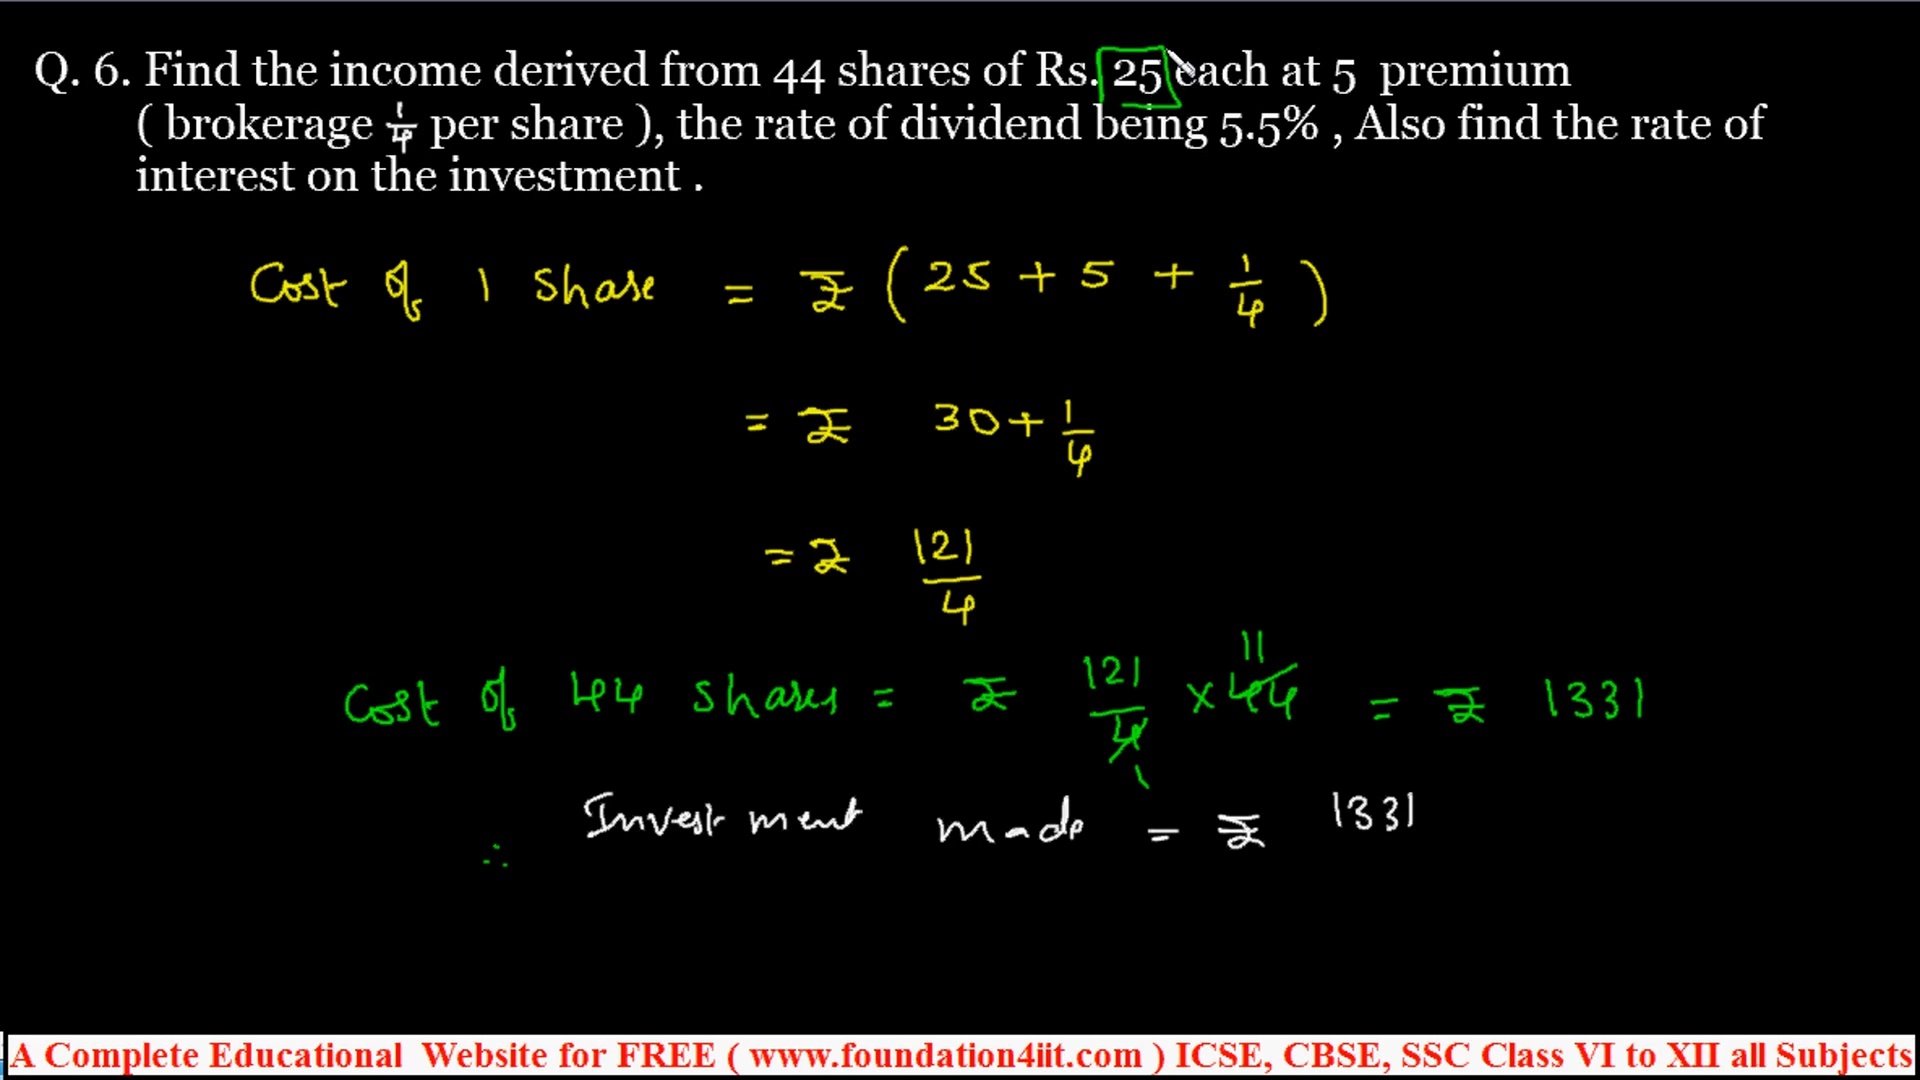 Q. 6. Find the income derived from 44 shares of Rs. 25 each at 5 premium
( brokerage 1/4 per share ), the rate of dividend being 5.5% , Also find the rate of
interest on the investment .
Cost of 1 share = ₹ ( 25 + 5 + 1/4 )
= ₹ 30 + 1/4
= ₹ 121/4
Cost of 44 shares = ₹ 121/4 1 × 44 11 = ₹ 1331
∴ Investment made = ₹ 1331
A Complete Educational Website for FREE ( www.foundation4iit.com ) ICSE, CBSE, SSC Class VI to XII all Subjects